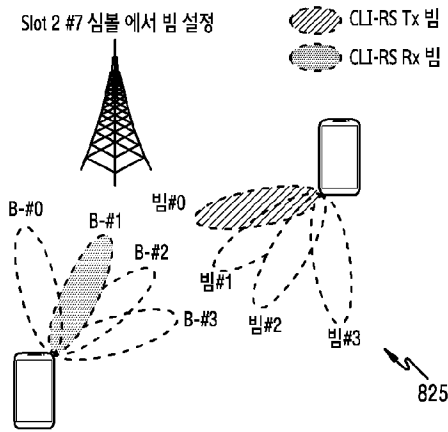 Slot 2 #7 심볼 에서 빔 설정
CLI-RS Tx 빔
CLI-RS Rx 빔
빔#0
B-#0
B-#1
B-#2
B-#3
빔#1
빔#2
빔#3
825